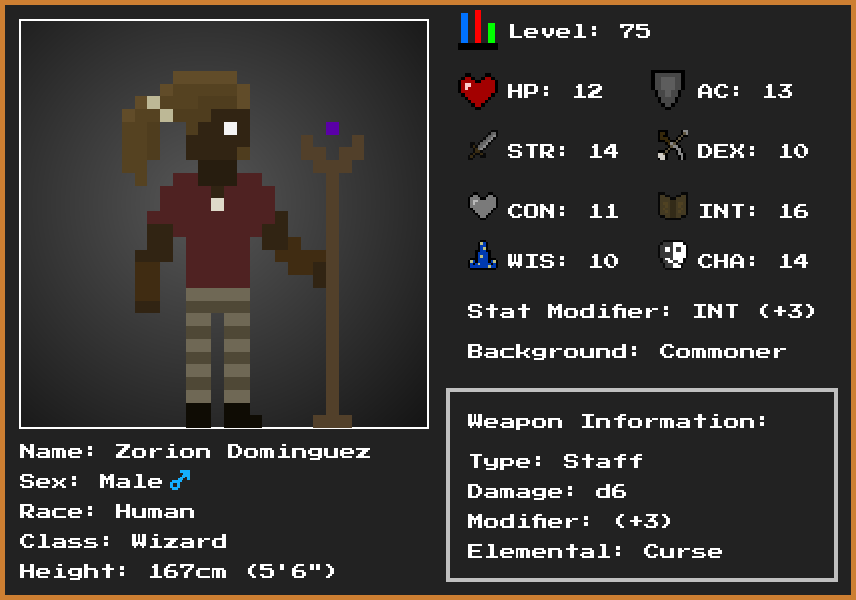 Level: 75
HP: 12
AC: 13
STR: 14
DEX: 10
CON: 11
INT: 16
WIS: 10
CHA: 14
Stat Modifier: INT (+3)
Background: Commoner
Weapon Information:
Type: Staff
Damage: d6
Modifier: (+3)
Elemental: Curse
Name: Zorion Dominguez
Sex: Male♂
Race: Human
Class: Wizard
Height: 167cm (5'6")